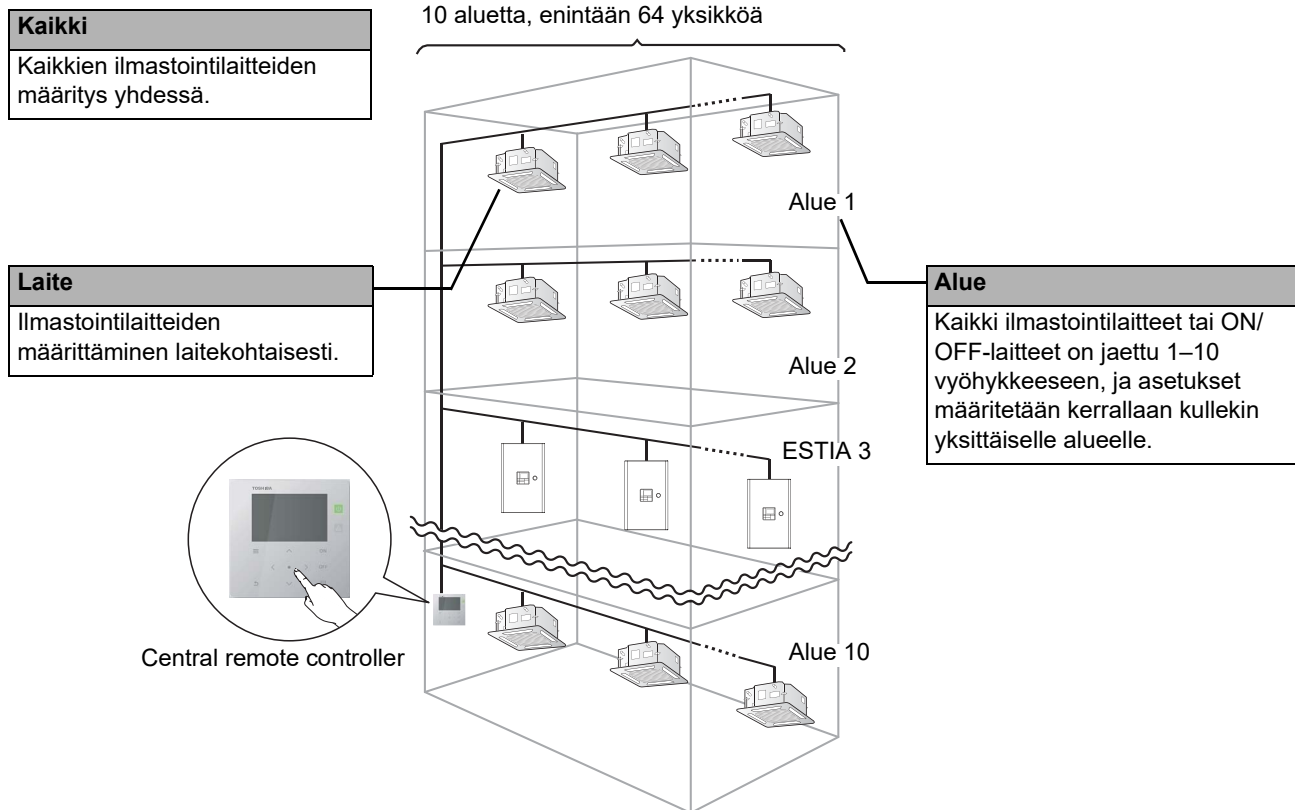 Kaikki
Kaikkien ilmastointilaitteiden
määritys yhdessä.
10 aluetta, enintään 64 yksikköä
Alue 1
Laite
Ilmastointilaitteiden
määrittäminen laitekohtaisesti.
Alue
Kaikki ilmastointilaitteet tai ON/
OFF-laitteet on jaettu 1–10
vyöhykkeeseen, ja asetukset
määritetään kerrallaan kullekin
yksittäiselle alueelle.
Alue 2
ESTIA 3
TOSHIBA
Central remote controller
Alue 10